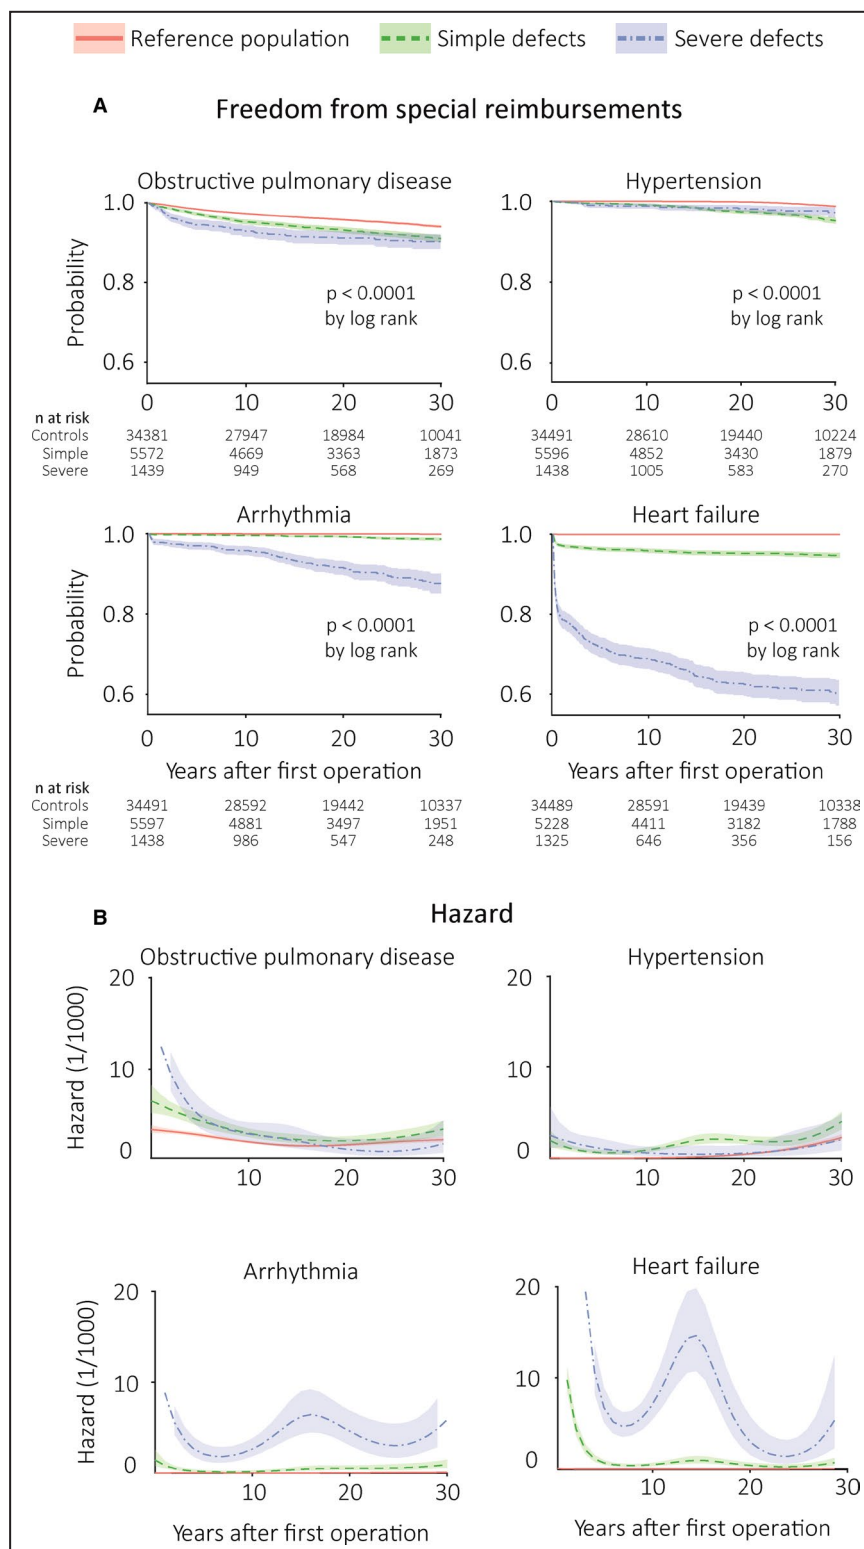 Reference population Simple defects Severe defects
A Freedom from special reimbursements
Obstructive pulmonary disease Hypertension
1.0 1.0
Probability
0.8 0.8
p < 0.0001 p < 0.0001
by log rank by log rank
0.6 0.6
0 10 20 30 0 10 20 30
n at risk
Controls 34381 27947 18984 10041 34491 28610 19440 10224
Simple 5572 4669 3363 1873 5596 4852 3430 1879
Severe 1439 949 568 269 1438 1005 583 270
Arrhythmia Heart failure
1.0 1.0
Probability
0.8 0.8
p < 0.0001 p < 0.0001
by log rank by log rank
0.6 0.6
0 10 20 30 0 10 20 30
Years after first operation Years after first operation
n at risk
Controls 34491 28592 19442 10337 34489 28591 19439 10338
Simple 5597 4881 3497 1951 5228 4411 3182 1788
Severe 1438 986 547 248 1325 646 356 156
B Hazard
Obstructive pulmonary disease Hypertension
20 20
Hazard (1/1000)
10 10
0 0
10 20 30 10 20 30
Arrhythmia Heart failure
20 20
Hazard (1/1000)
10 10
0 0
10 20 30 10 20 30
Years after first operation Years after first operation